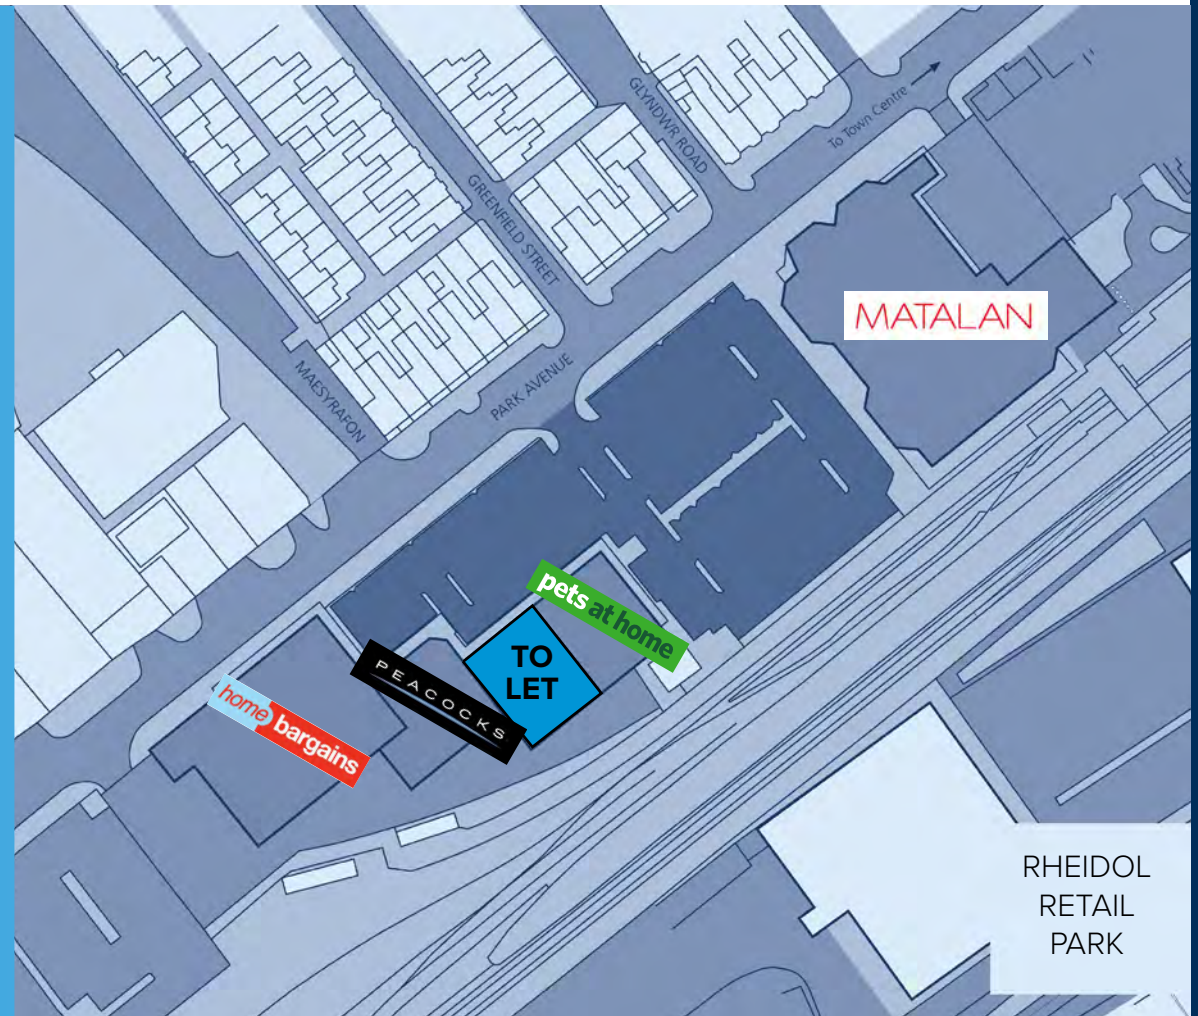 GLYNDWR ROAD
To Town Centre
GREENFIELD STREET
MATALAN
MAESYRAFON
PARK AVENUE
pets at home
TO
LET
PEACOCKS
home bargains
RHEIDOL
RETAIL
PARK